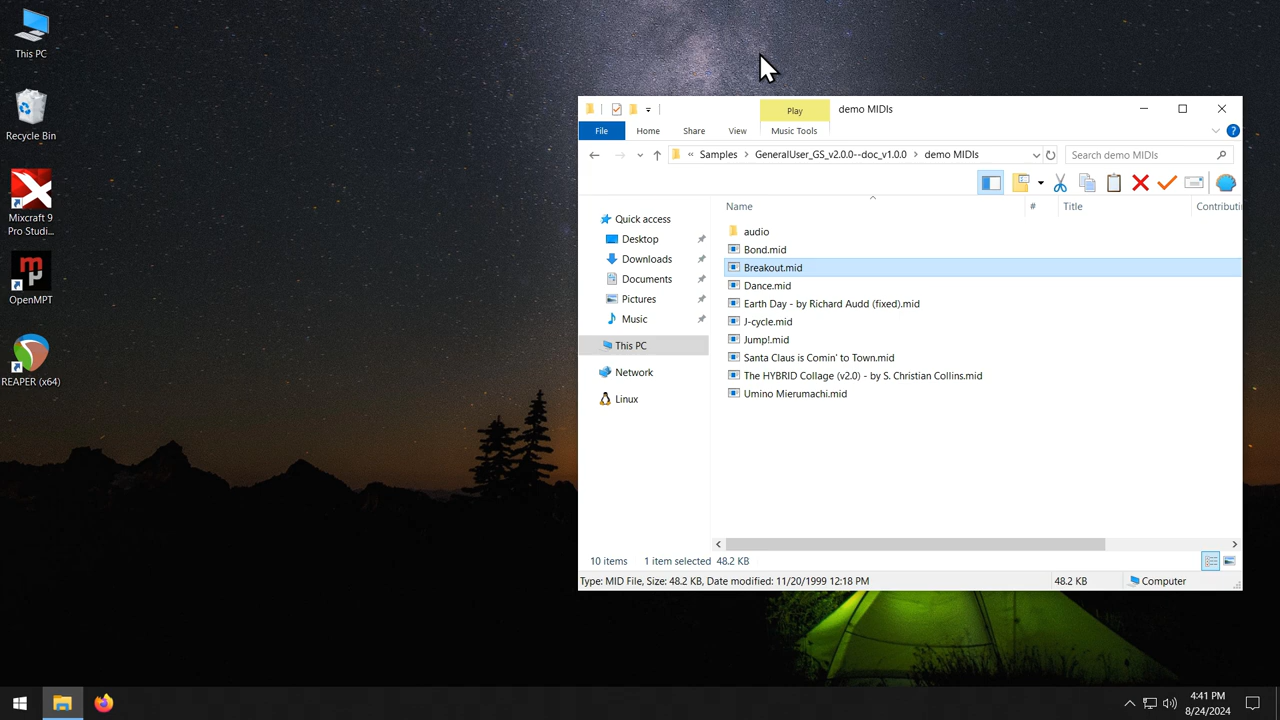 This PC
Recycle Bin
Mixcraft 9
Pro Studi...
OpenMPT
REAPER (x64)
Play
demo MIDIs
File
Home
Share
View
Music Tools
?
« Samples > GeneralUser_GS_v2.0.0--doc_v1.0.0 > demo MIDIs
Search demo MIDIs
Name
#
Title
Contributi
Quick access
Desktop
Downloads
Documents
Pictures
Music
This PC
Network
Linux
audio
Bond.mid
Breakout.mid
Dance.mid
Earth Day - by Richard Audd (fixed).mid
J-cycle.mid
Jump!.mid
Santa Claus is Comin' to Town.mid
The HYBRID Collage (v2.0) - by S. Christian Collins.mid
Umino Mierumachi.mid
10 items
1 item selected 48.2 KB
Type: MID File, Size: 48.2 KB, Date modified: 11/20/1999 12:18 PM
48.2 KB
Computer
4:41 PM
8/24/2024